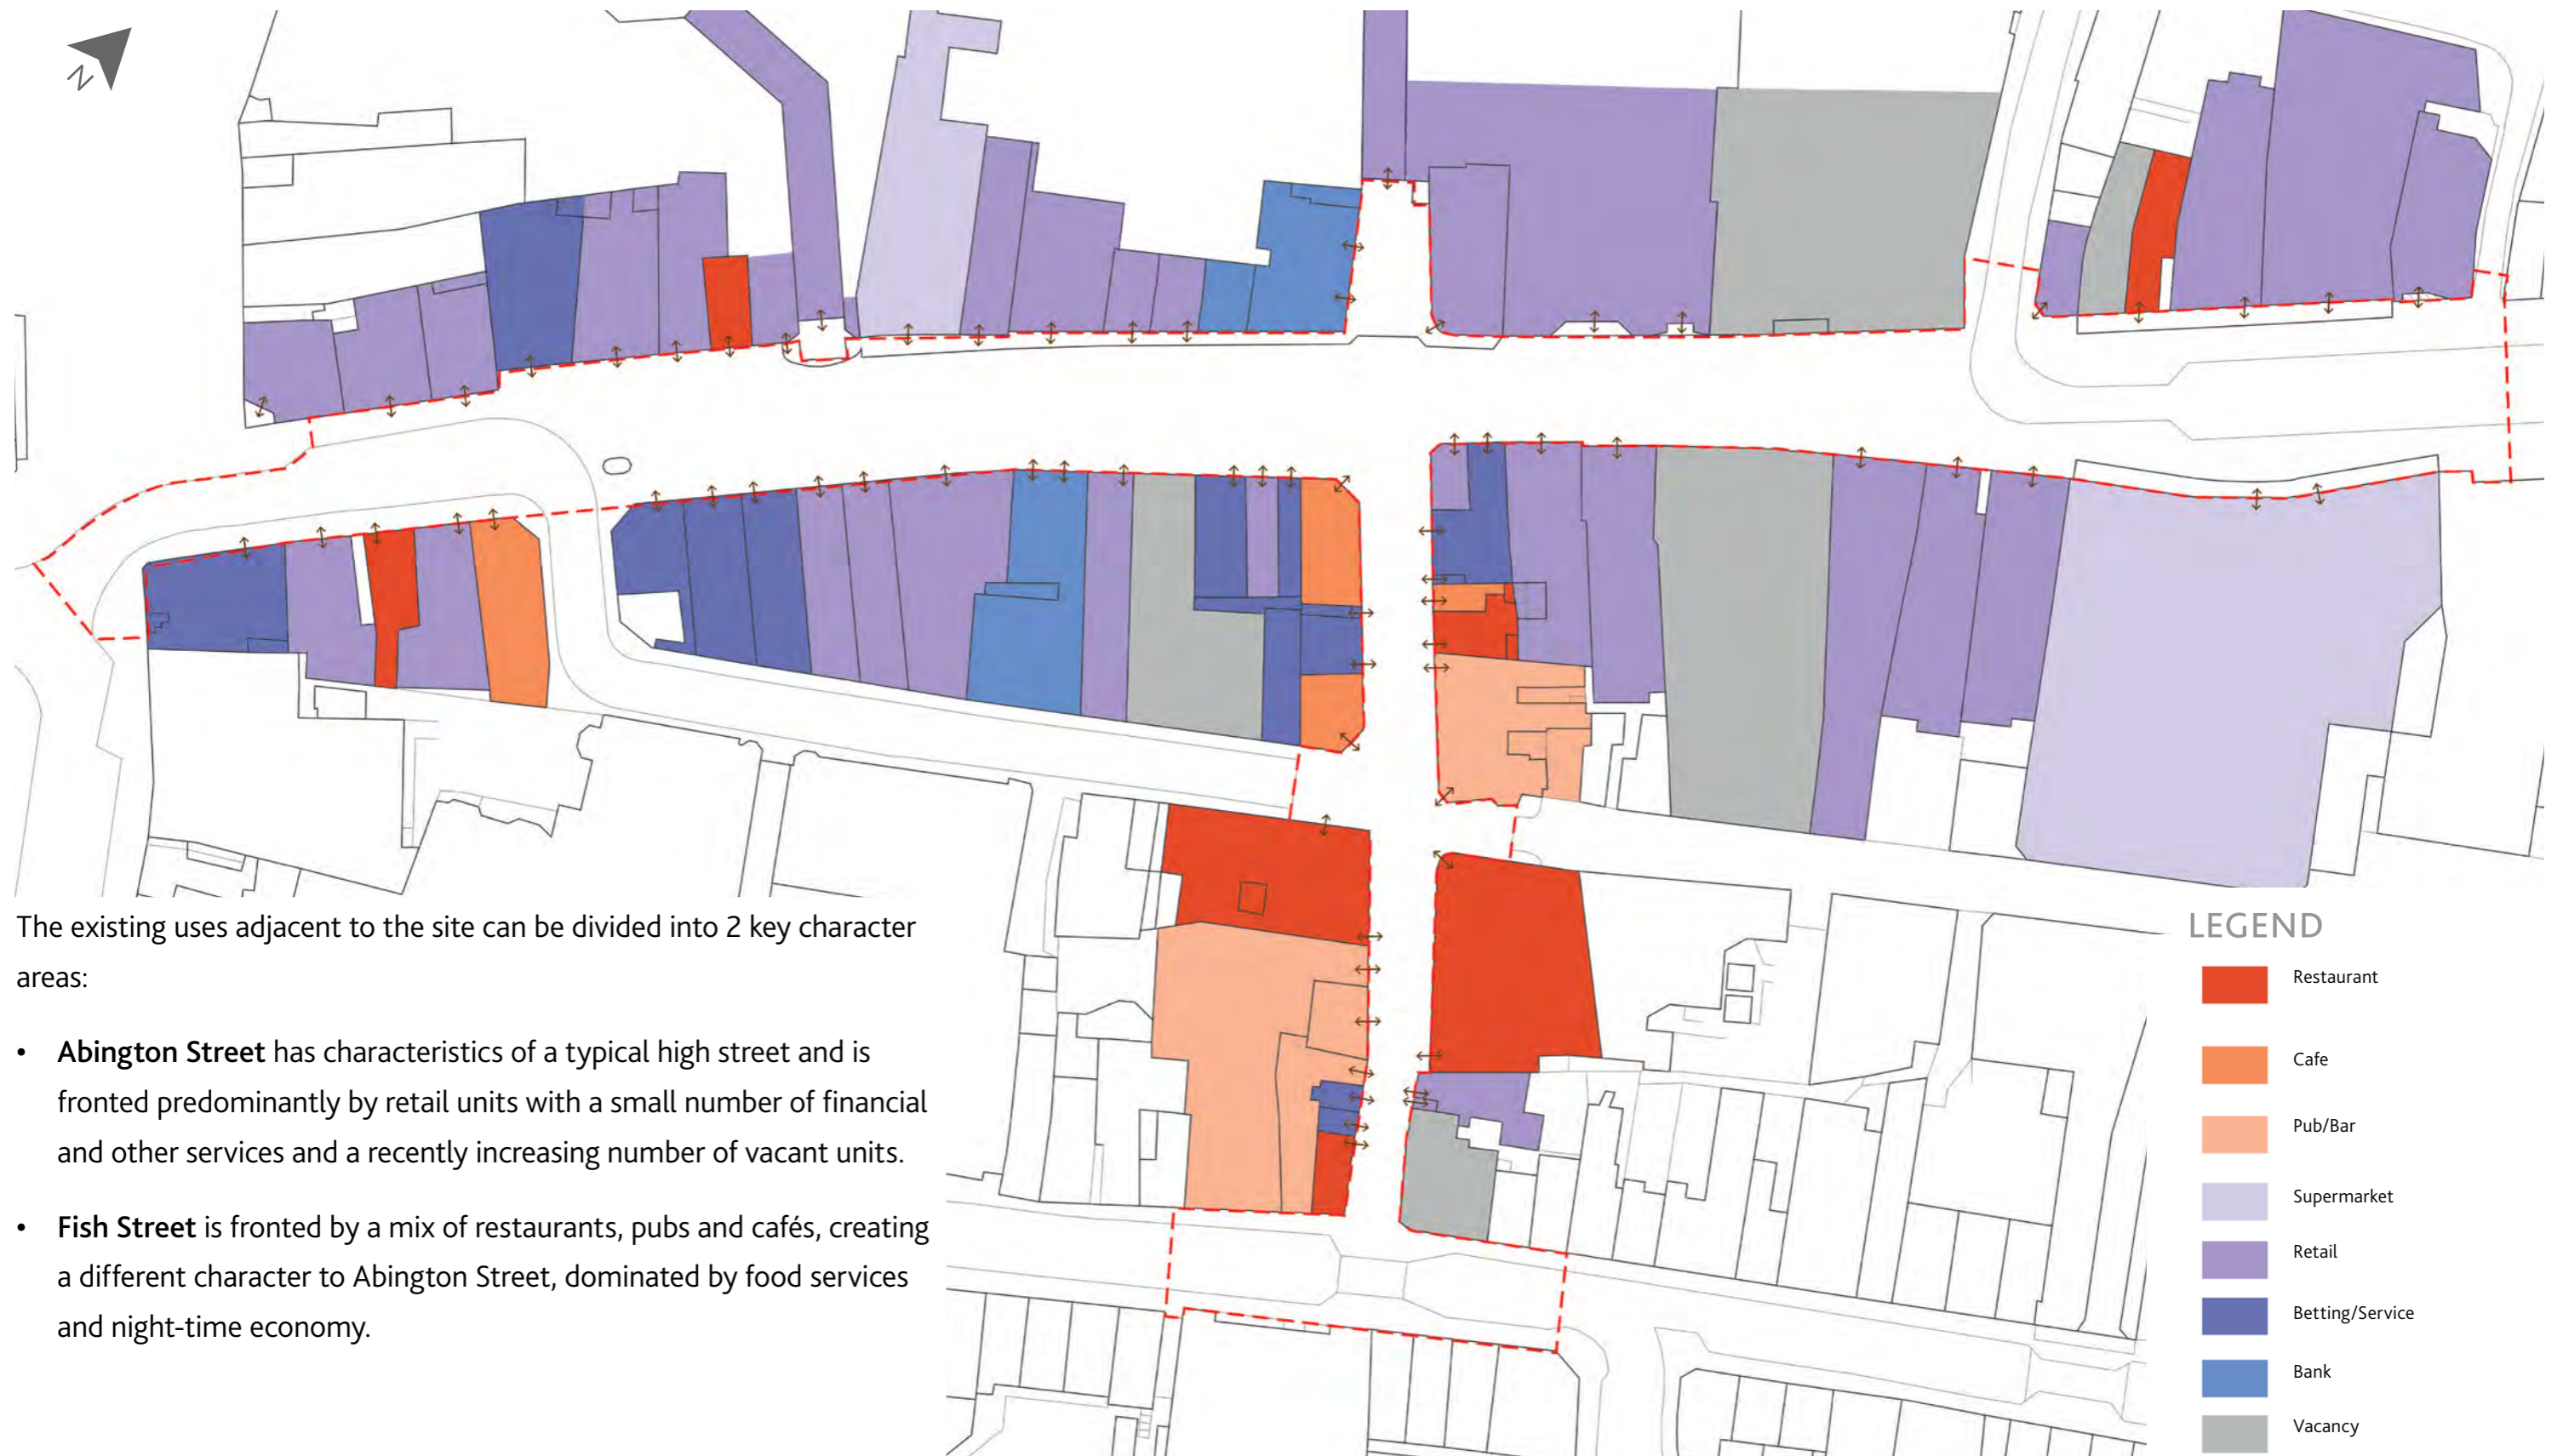 N
The existing uses adjacent to the site can be divided into 2 key character
areas:
• Abington Street has characteristics of a typical high street and is
fronted predominantly by retail units with a small number of financial
and other services and a recently increasing number of vacant units.
• Fish Street is fronted by a mix of restaurants, pubs and cafés, creating
a different character to Abington Street, dominated by food services
and night-time economy.
LEGEND
Restaurant
Cafe
Pub/Bar
Supermarket
Retail
Betting/Service
Bank
Vacancy